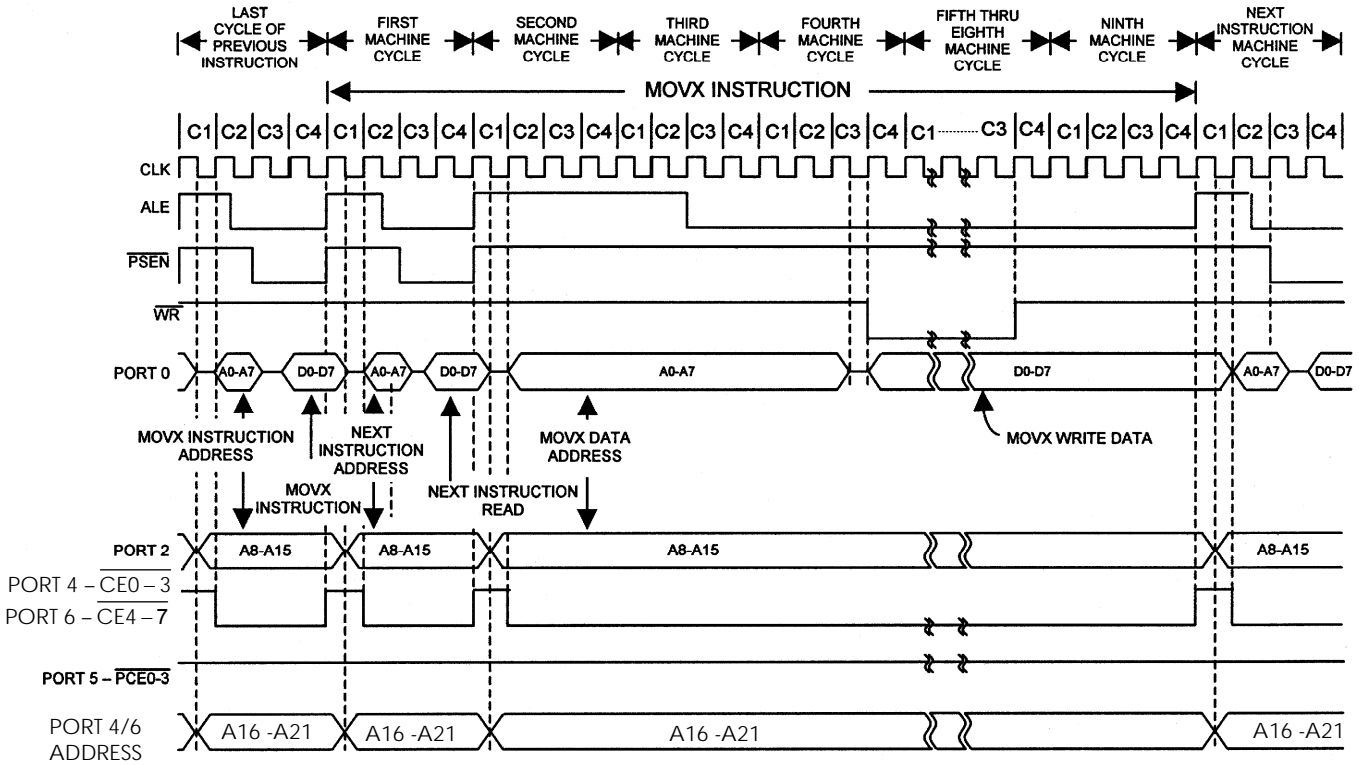 LAST
CYCLE OF
PREVIOUS
INSTRUCTION
FIRST
MACHINE
CYCLE
SECOND
MACHINE
CYCLE
THIRD
MACHINE
CYCLE
FOURTH
MACHINE
CYCLE
FIFTH THRU
EIGHTH
MACHINE
CYCLE
NINTH
MACHINE
CYCLE
NEXT
INSTRUCTION
MACHINE
CYCLE
MOVX INSTRUCTION
C1 C2 C3 C4 C1 C2 C3 C4 C1 C2 C3 C4 C1 C2 C3 C4 C1 C2 C3 C4 C1 ........... C3 C4 C1 C2 C3 C4 C1 C2 C3 C4
CLK
ALE
PSEN
WR
PORT 0 A0-A7 D0-D7 A0-A7 D0-D7 A0-A7 D0-D7 A0-A7 D0-D7
MOVX INSTRUCTION
ADDRESS
NEXT
INSTRUCTION
ADDRESS
MOVX DATA
ADDRESS
MOVX WRITE DATA
MOVX
INSTRUCTION
NEXT INSTRUCTION
READ
PORT 2 A8-A15 A8-A15 A8-A15 A8-A15
PORT 4 – CE0 – 3
PORT 6 – CE4 – 7
PORT 5 – PCE0-3
PORT 4/6
ADDRESS
A16 -A21 A16 -A21 A16 -A21 A16 -A21